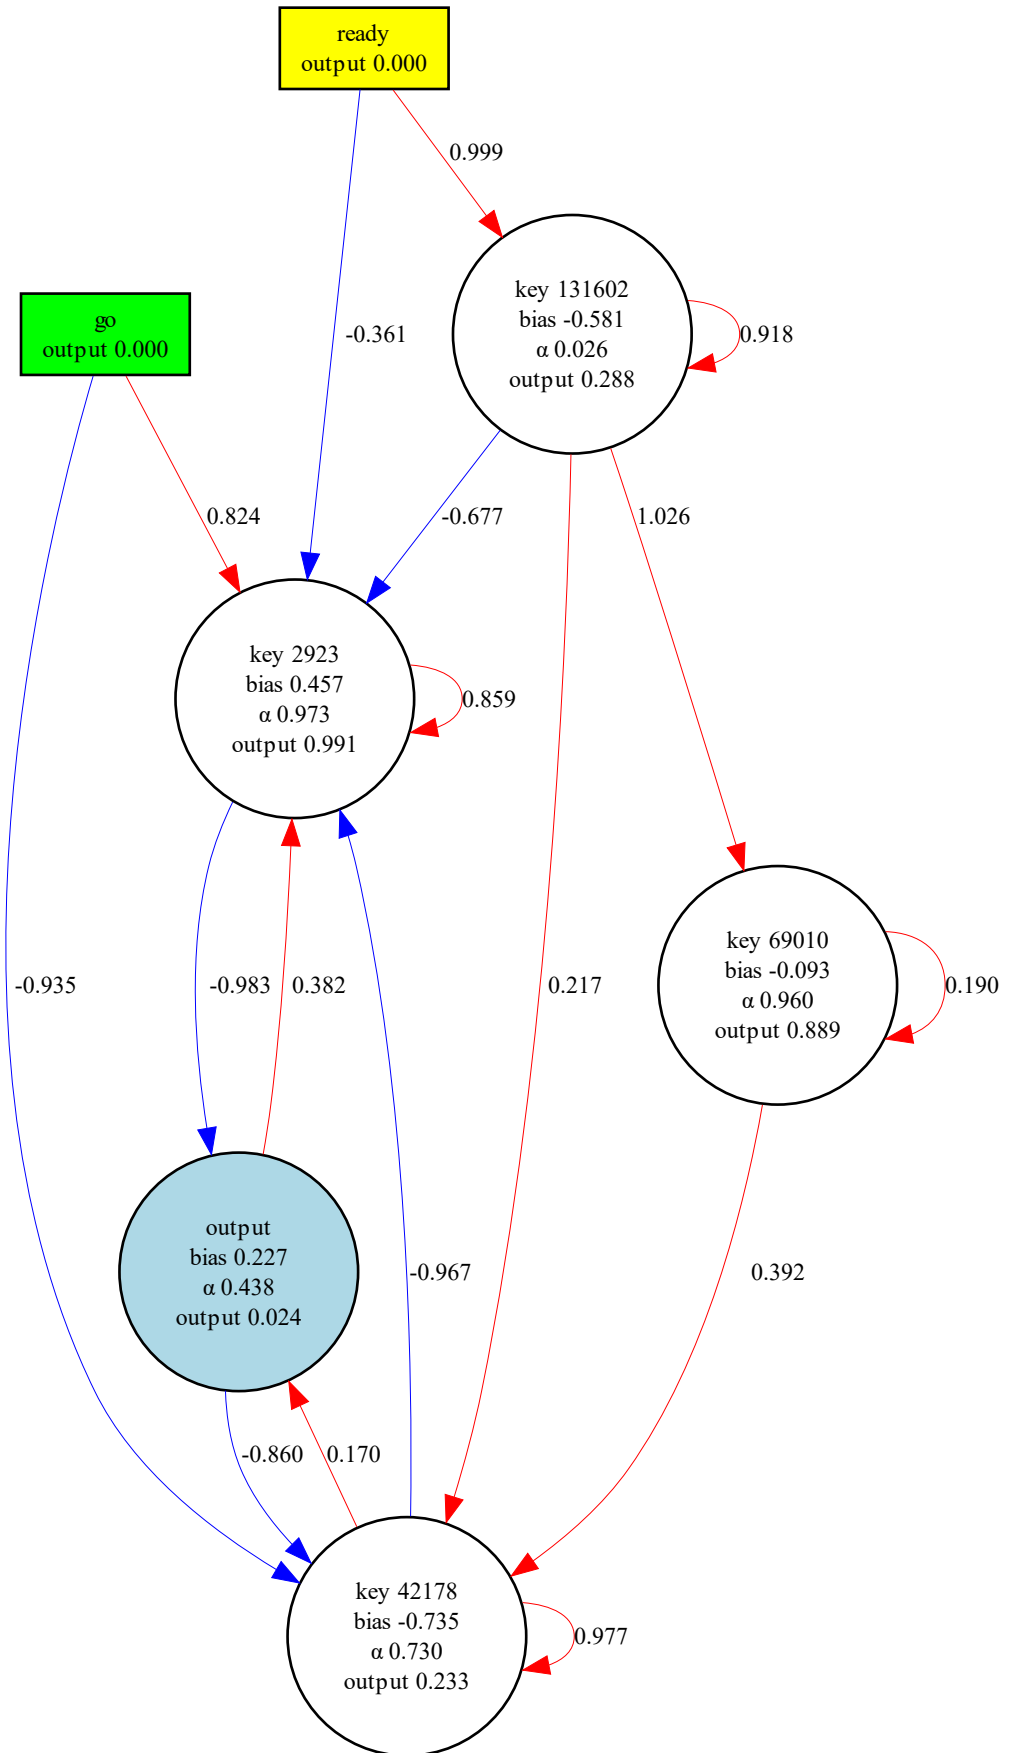 ready
output 0.000
0.999
key 131602
bias -0.581
α 0.026
output 0.288
0.918
-0.361
go
output 0.000
0.824
-0.677
1.026
key 2923
bias 0.457
α 0.973
output 0.991
0.859
-0.935
-0.983
0.382
0.217
key 69010
bias -0.093
α 0.960
output 0.889
0.190
output
bias 0.227
α 0.438
output 0.024
-0.967
0.392
-0.860
0.170
key 42178
bias -0.735
α 0.730
output 0.233
0.977